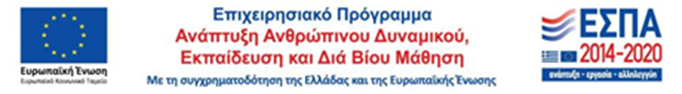 Ευρωπαϊκή Ένωση
Ευρωπαϊκό Κοινωνικό Ταμείο
Επιχειρησιακό Πρόγραμμα
Ανάπτυξη Ανθρώπινου Δυναμικού,
Εκπαίδευση και Διά Βίου Μάθηση
Με τη συγχρηματοδότηση της Ελλάδας και της Ευρωπαϊκής Ένωσης
ΕΣΠΑ
2014-2020
ανάπτυξη - εργασία - αλληλεγγύη